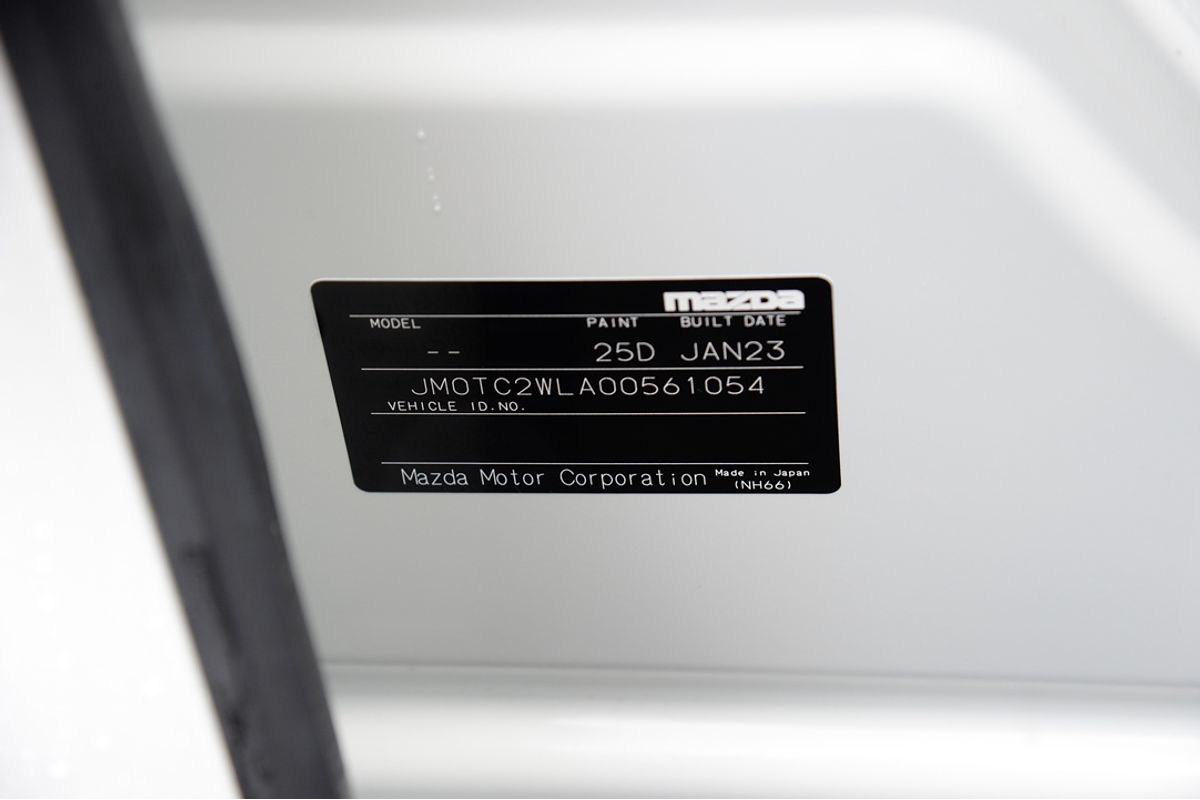 mazda
MODEL PAINT BUILT DATE
-- 25D JAN23
JM0TC2WLA00561054
VEHICLE ID.NO.
Mazda Motor Corporation Made in Japan
(NH66)